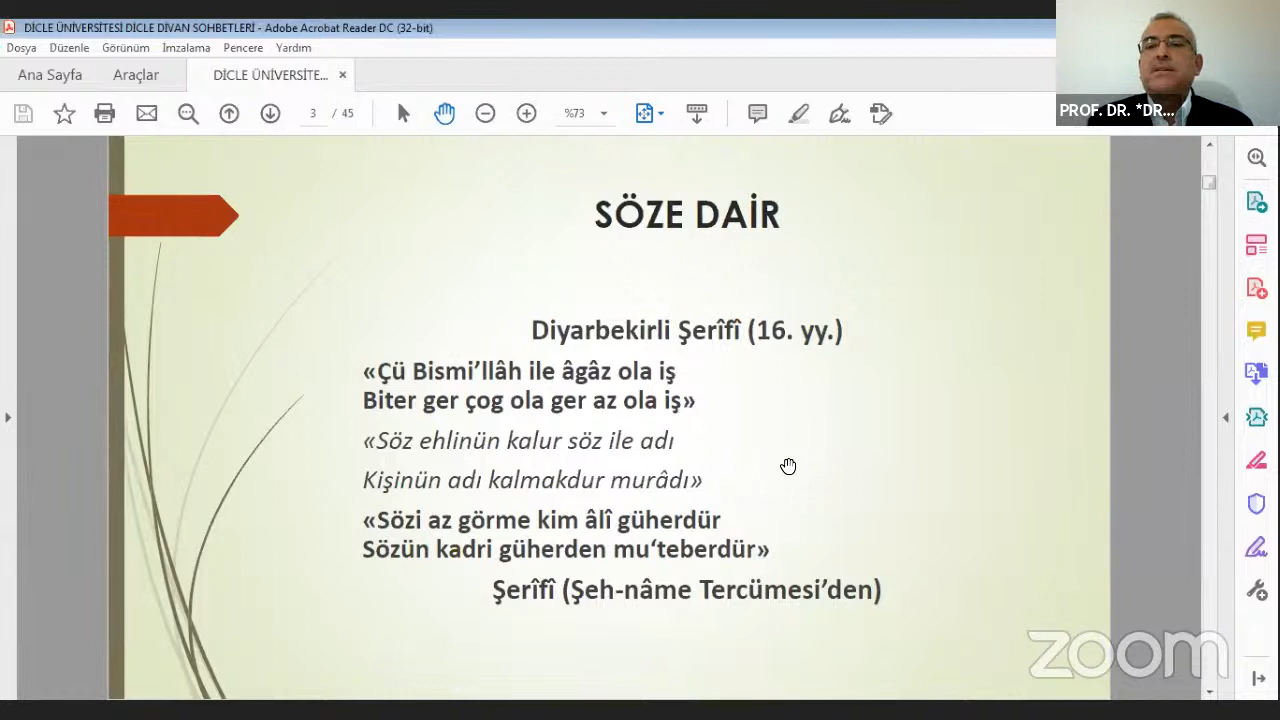 DİCLE ÜNİVERSİTESİ DİCLE DİVAN SOHBETLERİ - Adobe Acrobat Reader DC (32-bit)
Dosya Düzenle Görünüm İmzalama Pencere Yardım
Ana Sayfa Araçlar DİCLE ÜNİVERSİTE... ×
3 / 45 %73
PROF. DR. *DR...
SÖZE DAİR
Diyarbekirli Şerîfî (16. yy.)
«Çü Bismi’llâh ile âgâz ola iş
Biter ger çog ola ger az ola iş»
«Söz ehlinün kalur söz ile adı
Kişinün adı kalmakdur murâdı»
«Sözi az görme kim âlî güherdür
Sözün kadri güherden mu‘teberdür»
Şerîfî (Şeh-nâme Tercümesi’den)
zoom